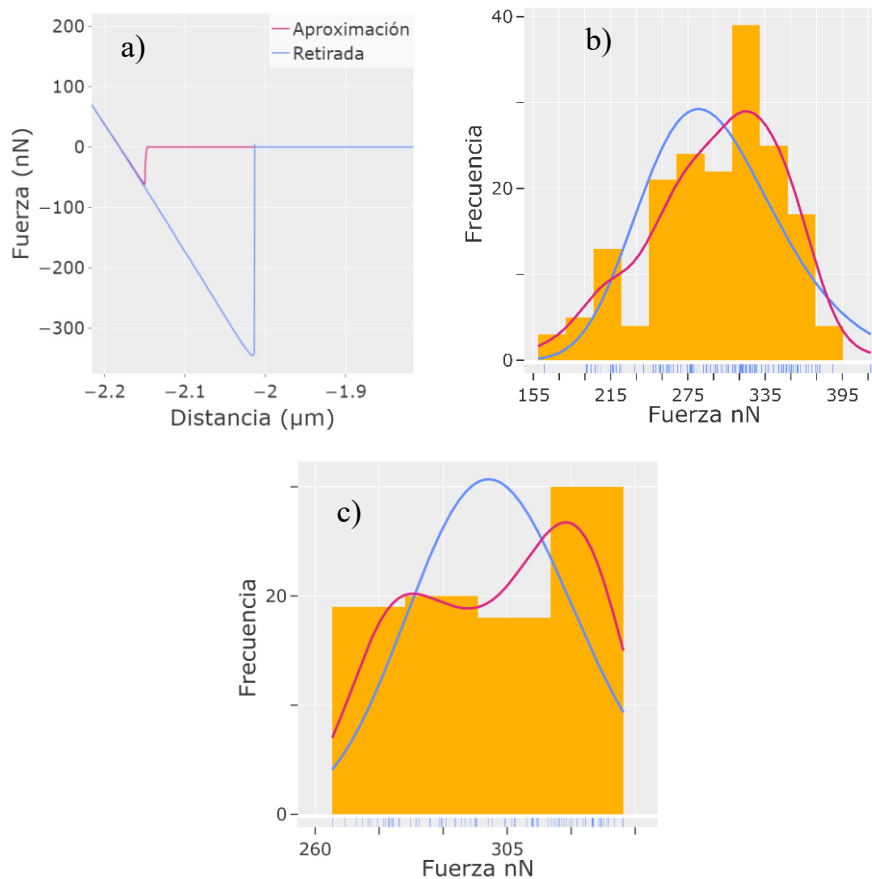 a)
Aproximación
Retirada
200
100
0
−100
−200
−300
Fuerza (nN)
−2.2
−2.1
−2
−1.9
Distancia (μm)
b)
40
20
0
Frecuencia
155
215
275
335
395
Fuerza nN
c)
20
0
Frecuencia
260
305
Fuerza nN